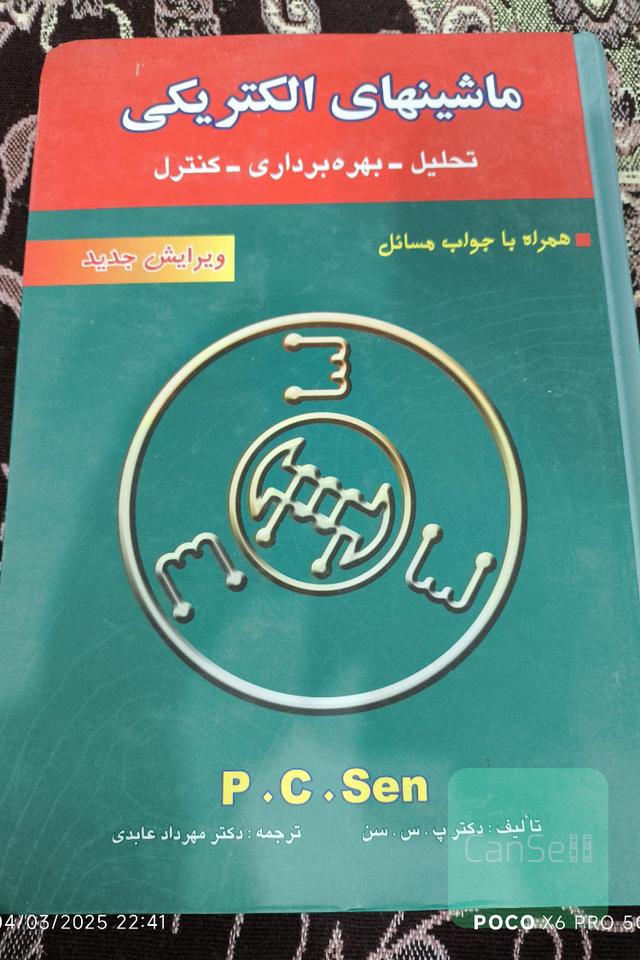 ماشینهای الکتریکی
تحلیل - بهره‌برداری - کنترل
همراه با جواب مسائل
ویرایش جدید
P.C.Sen
تألیف: دکتر پ. س. سن
ترجمه: دکتر مهرداد عابدی
CanSell
04/03/2025 22:41
POCO X6 PRO 5G